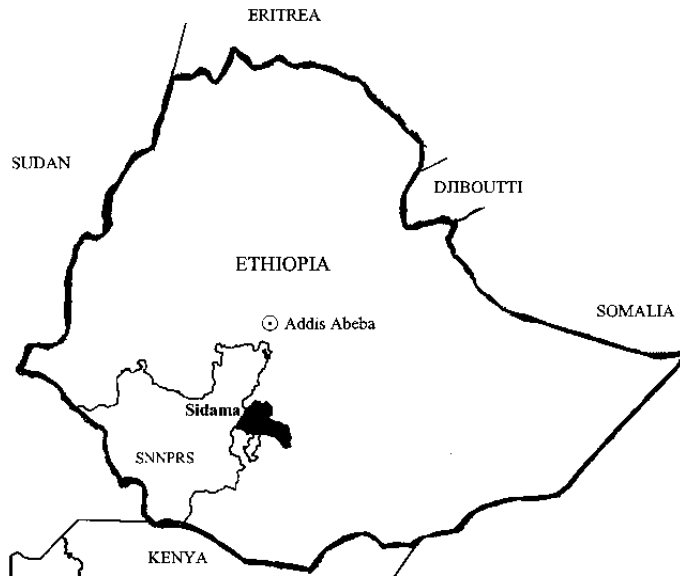 ERITREA
SUDAN
DJIBOUTTI
ETHIOPIA
SOMALIA
Addis Abeba
Sidama
SNNPRS
KENYA